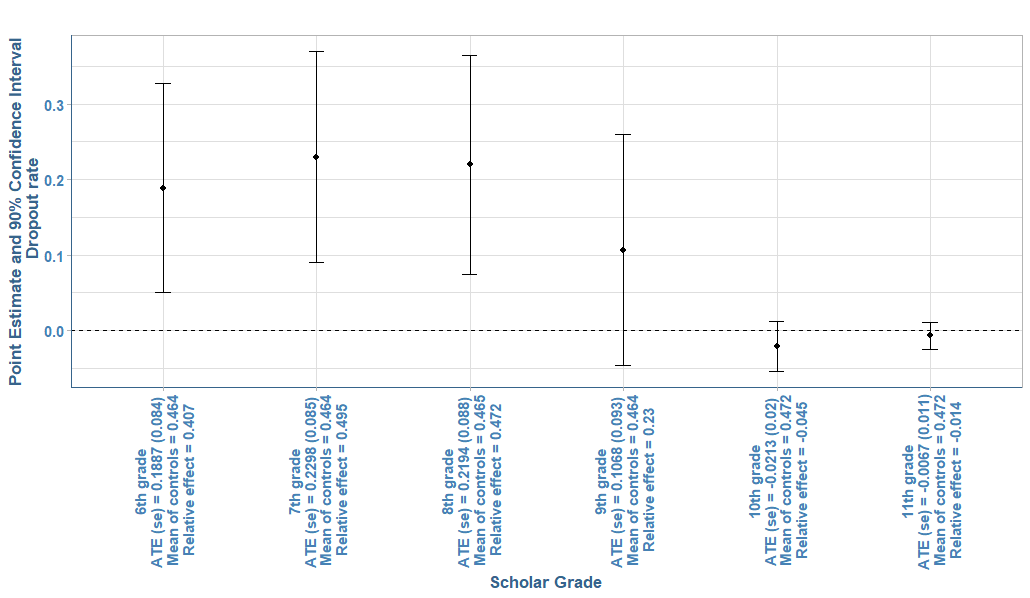 Point Estimate and 90% Confidence Interval
Dropout rate
0.3
0.2
0.1
0.0
6th grade
ATE (se) = 0.1887 (0.084)
Mean of controls = 0.464
Relative effect = 0.407
7th grade
ATE (se) = 0.2298 (0.085)
Mean of controls = 0.464
Relative effect = 0.495
8th grade
ATE (se) = 0.2194 (0.088)
Mean of controls = 0.465
Relative effect = 0.472
9th grade
ATE (se) = 0.1068 (0.093)
Mean of controls = 0.464
Relative effect = 0.23
10th grade
ATE (se) = -0.0213 (0.02)
Mean of controls = 0.472
Relative effect = -0.045
11th grade
ATE (se) = -0.0067 (0.011)
Mean of controls = 0.472
Relative effect = -0.014
Scholar Grade